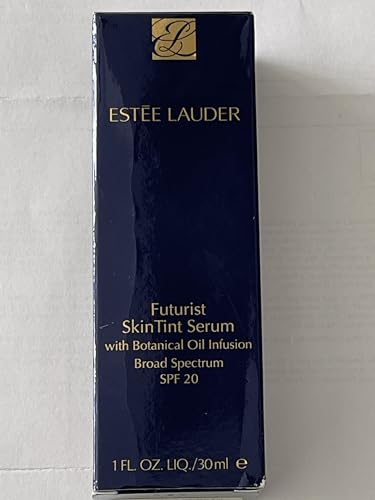 ESTĒE LAUDER
Futurist
SkinTint Serum
with Botanical Oil Infusion
Broad Spectrum
SPF 20
1 FL. OZ. LIQ./30ml ℮